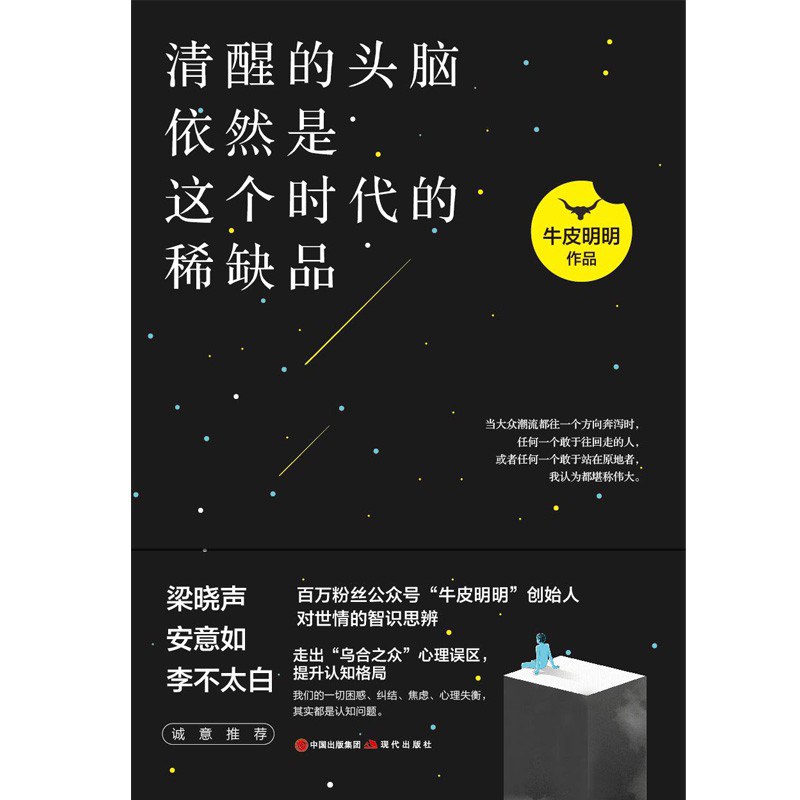 清醒的头脑
依然是
这个时代的
稀缺品
牛皮明明
作品
当大众潮流都往一个方向奔泻时，
任何一个敢于往回走的人，
或者任何一个敢于站在原地者，
我认为都堪称伟大。
梁晓声
安意如
李不太白
诚意推荐
百万粉丝公众号“牛皮明明”创始人
对世情的智识思辨
走出“乌合之众”心理误区，
提升认知格局
我们的一切困惑、纠结、焦虑、心理失衡，
其实都是认知问题。
中国出版集团 现代出版社